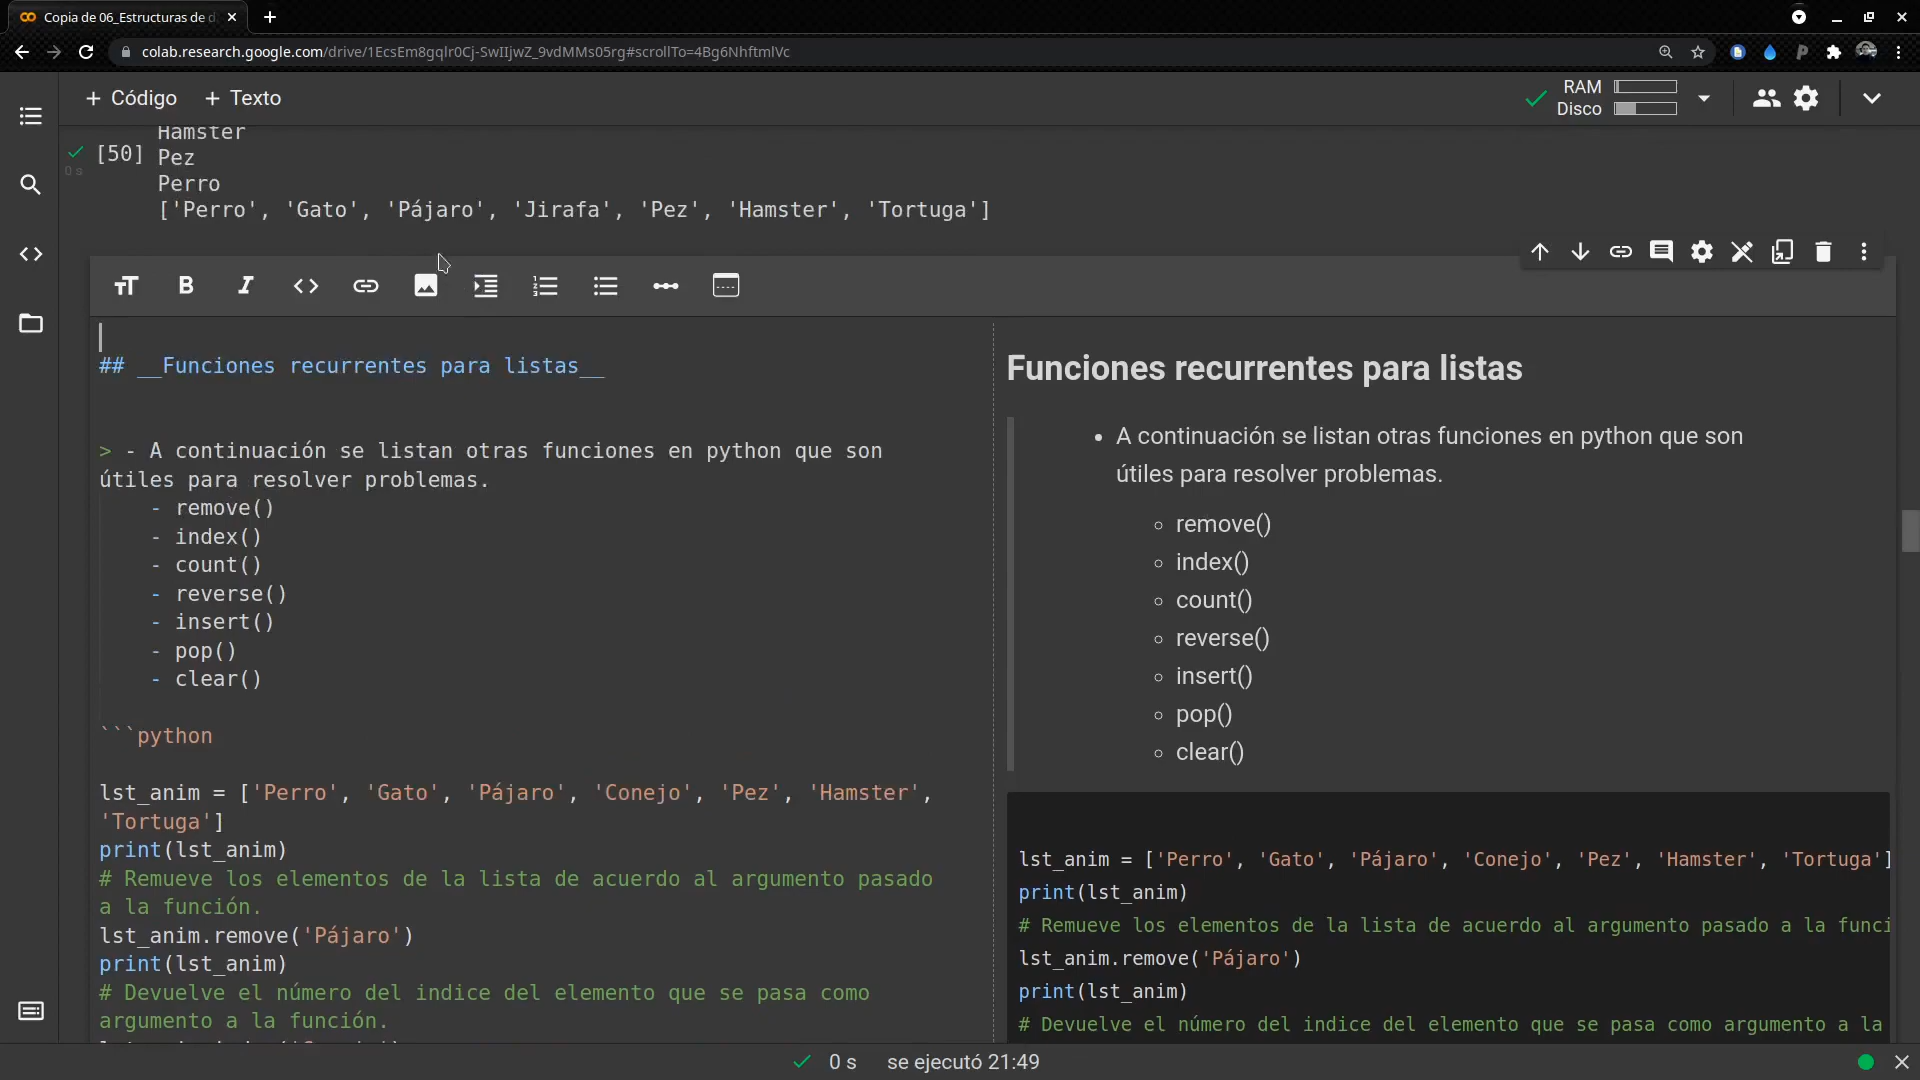 Copia de 06_Estructuras de d
colab.research.google.com/drive/1EcsEm8gqlr0Cj-SwIIjwZ_9vdMMs05rg#scrollTo=4Bg6NhftmlVc
+ Código + Texto
RAM
Disco
Hamster
[50] Pez
0 s
Perro
['Perro', 'Gato', 'Pájaro', 'Jirafa', 'Pez', 'Hamster', 'Tortuga']
## __Funciones recurrentes para listas__
> - A continuación se listan otras funciones en python que son
útiles para resolver problemas.
- remove()
- index()
- count()
- reverse()
- insert()
- pop()
- clear()
```python
lst_anim = ['Perro', 'Gato', 'Pájaro', 'Conejo', 'Pez', 'Hamster',
'Tortuga']
print(lst_anim)
# Remueve los elementos de la lista de acuerdo al argumento pasado
a la función.
lst_anim.remove('Pájaro')
print(lst_anim)
# Devuelve el número del indice del elemento que se pasa como
argumento a la función.
Funciones recurrentes para listas
• A continuación se listan otras funciones en python que son
útiles para resolver problemas.
◦ remove()
◦ index()
◦ count()
◦ reverse()
◦ insert()
◦ pop()
◦ clear()
lst_anim = ['Perro', 'Gato', 'Pájaro', 'Conejo', 'Pez', 'Hamster', 'Tortuga']
print(lst_anim)
# Remueve los elementos de la lista de acuerdo al argumento pasado a la funci
lst_anim.remove('Pájaro')
print(lst_anim)
# Devuelve el número del indice del elemento que se pasa como argumento a la
0 s se ejecutó 21:49